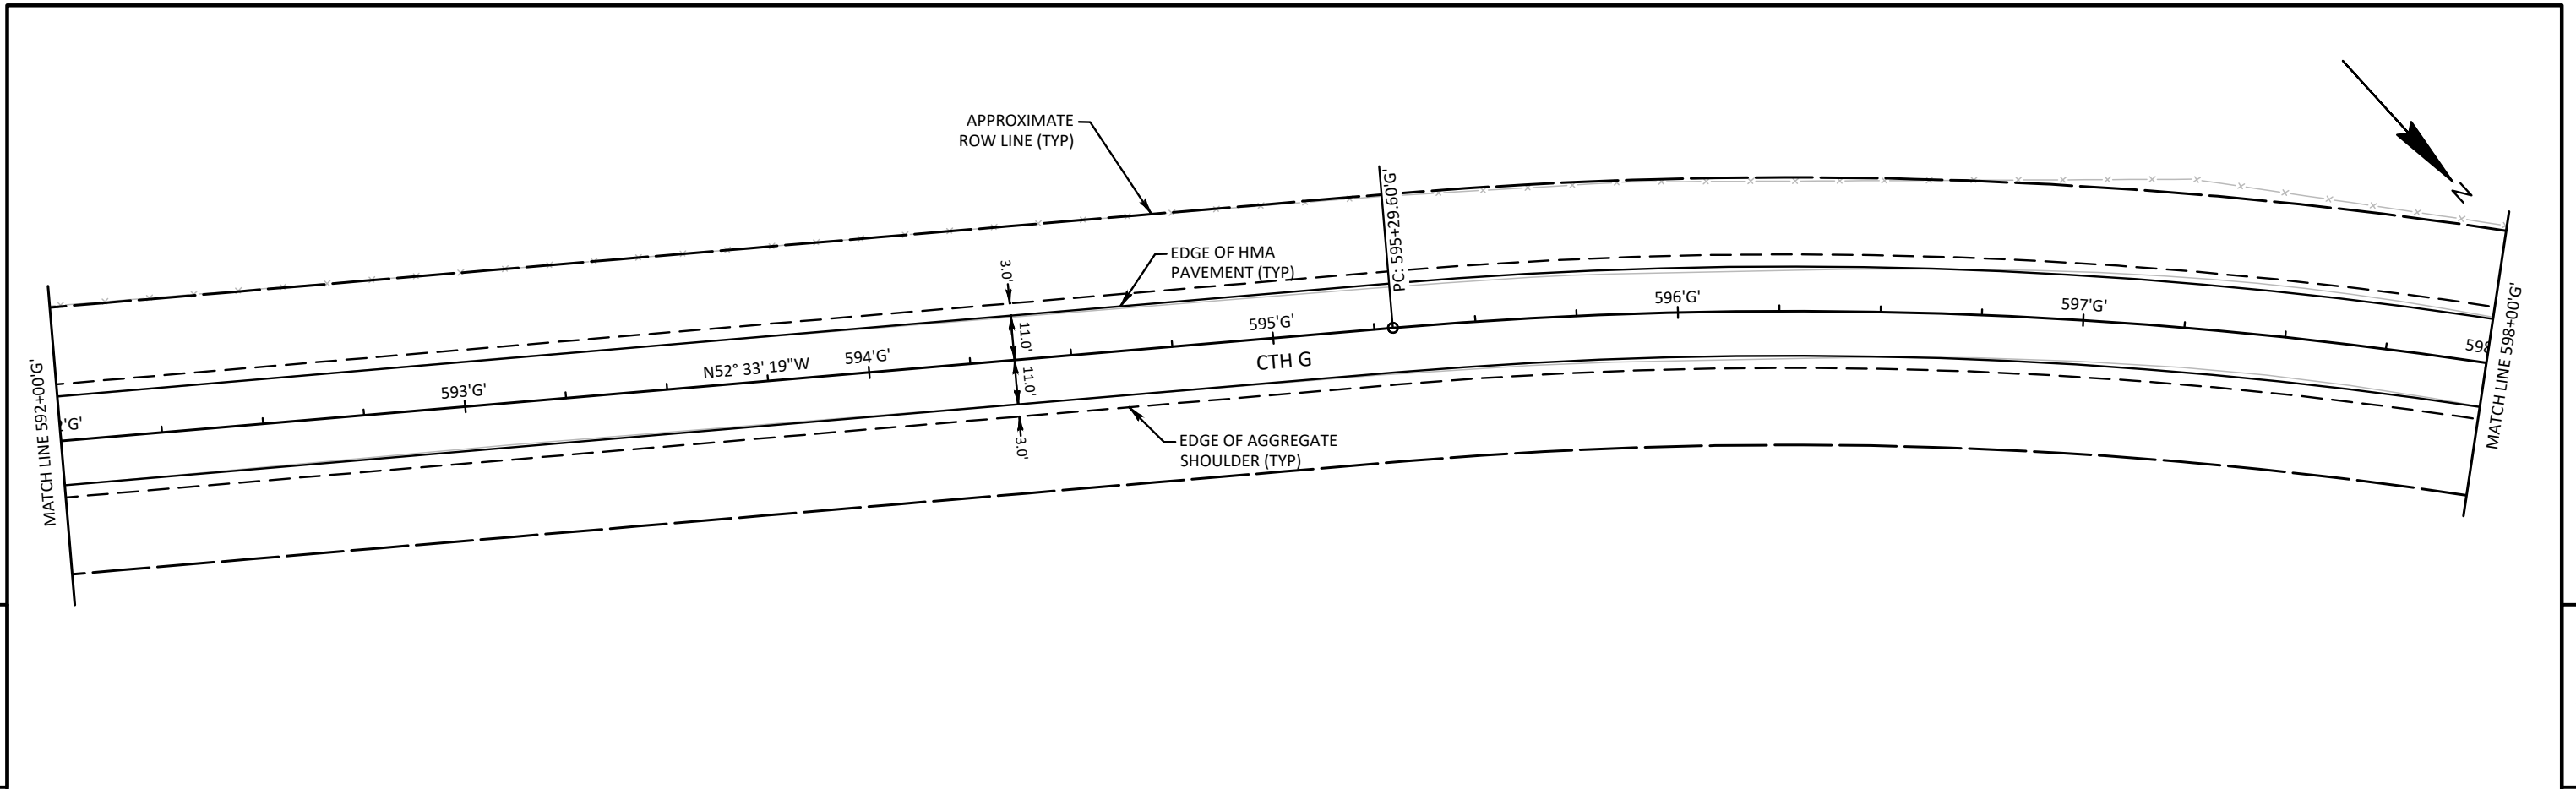 APPROXIMATE
ROW LINE (TYP)
EDGE OF HMA
PAVEMENT (TYP)
PC: 595+29.60'G'
N
3.0'
11.0'
11.0'
3.0'
MATCH LINE 592+00'G'
'G'
593'G'
N52° 33' 19"W
594'G'
595'G'
CTH G
596'G'
597'G'
598
MATCH LINE 598+00'G'
EDGE OF AGGREGATE
SHOULDER (TYP)